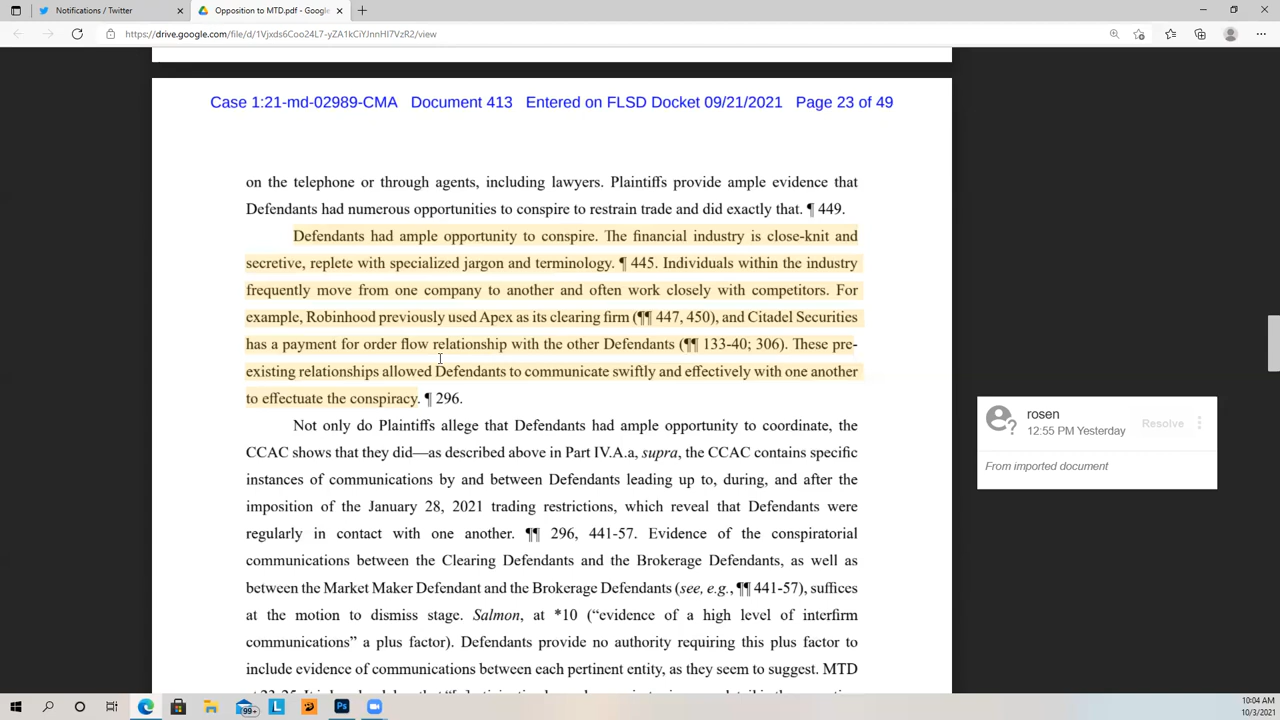 Notifications / Twitter
Opposition to MTD.pdf - Google
https://drive.google.com/file/d/1Vjxds6Coo24L7-yZA1kCiYJnnHI7VzR2/view
Case 1:21-md-02989-CMA Document 413 Entered on FLSD Docket 09/21/2021 Page 23 of 49
on the telephone or through agents, including lawyers. Plaintiffs provide ample evidence that
Defendants had numerous opportunities to conspire to restrain trade and did exactly that. ¶ 449.
Defendants had ample opportunity to conspire. The financial industry is close-knit and
secretive, replete with specialized jargon and terminology. ¶ 445. Individuals within the industry
frequently move from one company to another and often work closely with competitors. For
example, Robinhood previously used Apex as its clearing firm (¶¶ 447, 450), and Citadel Securities
has a payment for order flow relationship with the other Defendants (¶¶ 133-40; 306). These pre-
existing relationships allowed Defendants to communicate swiftly and effectively with one another
to effectuate the conspiracy. ¶ 296.
Not only do Plaintiffs allege that Defendants had ample opportunity to coordinate, the
CCAC shows that they did—as described above in Part IV.A.a, supra, the CCAC contains specific
instances of communications by and between Defendants leading up to, during, and after the
imposition of the January 28, 2021 trading restrictions, which reveal that Defendants were
regularly in contact with one another. ¶¶ 296, 441-57. Evidence of the conspiratorial
communications between the Clearing Defendants and the Brokerage Defendants, as well as
between the Market Maker Defendant and the Brokerage Defendants (see, e.g., ¶¶ 441-57), suffices
at the motion to dismiss stage. Salmon, at *10 (“evidence of a high level of interfirm
communications” a plus factor). Defendants provide no authority requiring this plus factor to
include evidence of communications between each pertinent entity, as they seem to suggest. MTD
rosen
12:55 PM Yesterday
Resolve
From imported document
99+
L
Ps
10:04 AM
10/3/2021